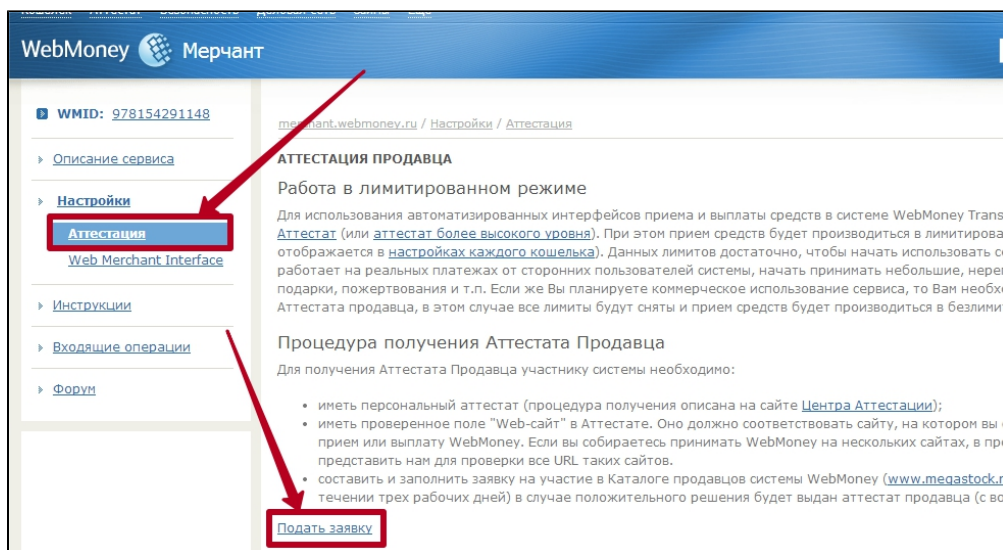 WebMoney Мерчант
WMID: 978154291148
Описание сервиса
Настройки
Аттестация
Web Merchant Interface
Инструкции
Входящие операции
Форум
merchant.webmoney.ru / Настройки / Аттестация
АТТЕСТАЦИЯ ПРОДАВЦА
Работа в лимитированном режиме
Для использования автоматизированных интерфейсов приема и выплаты средств в системе WebMoney Trans
Аттестат (или аттестат более высокого уровня). При этом прием средств будет производиться в лимитирова
отображается в настройках каждого кошелька). Данных лимитов достаточно, чтобы начать использовать се
работает на реальных платежах от сторонних пользователей системы, начать принимать небольшие, нере
подарки, пожертвования и т.п. Если же Вы планируете коммерческое использование сервиса, то Вам необх
Аттестата продавца, в этом случае все лимиты будут сняты и прием средств будет производиться в безлими
Процедура получения Аттестата Продавца
Для получения Аттестата Продавца участнику системы необходимо:
• иметь персональный аттестат (процедура получения описана на сайте Центра Аттестации);
• иметь проверенное поле "Web-сайт" в Аттестате. Оно должно соответствовать сайту, на котором вы
прием или выплату WebMoney. Если вы собираетесь принимать WebMoney на нескольких сайтах, в пр
представить нам для проверки все URL таких сайтов.
• составить и заполнить заявку на участие в Каталоге продавцов системы WebMoney (www.megastock.r
течении трех рабочих дней) в случае положительного решения будет выдан аттестат продавца (с во
Подать заявку